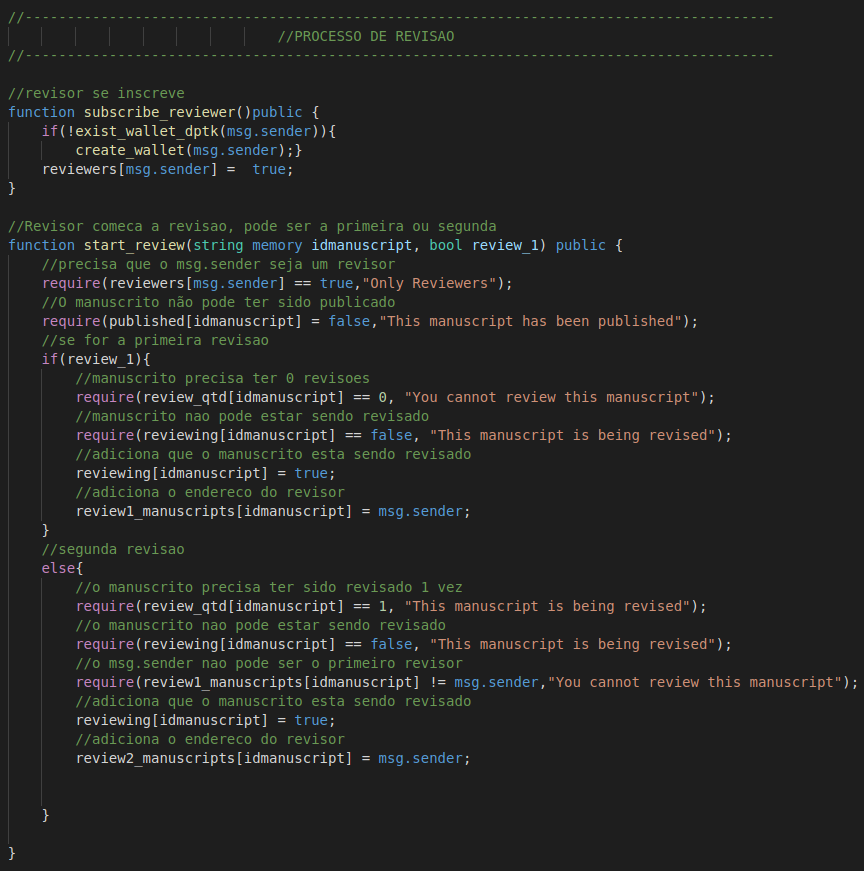 //-----------------------------------------------------------------------------------------
//PROCESSO DE REVISAO
//-----------------------------------------------------------------------------------------
//revisor se inscreve
function subscribe_reviewer()public {
    if(!exist_wallet_dptk(msg.sender)){
        create_wallet(msg.sender);}
    reviewers[msg.sender] =  true;
}
//Revisor comeca a revisao, pode ser a primeira ou segunda
function start_review(string memory idmanuscript, bool review_1) public {
    //precisa que o msg.sender seja um revisor
    require(reviewers[msg.sender] == true,"Only Reviewers");
    //O manuscrito não pode ter sido publicado
    require(published[idmanuscript] = false,"This manuscript has been published");
    //se for a primeira revisao
    if(review_1){
        //manuscrito precisa ter 0 revisoes
        require(review_qtd[idmanuscript] == 0, "You cannot review this manuscript");
        //manuscrito nao pode estar sendo revisado
        require(reviewing[idmanuscript] == false, "This manuscript is being revised");
        //adiciona que o manuscrito esta sendo revisado
        reviewing[idmanuscript] = true;
        //adiciona o endereco do revisor
        review1_manuscripts[idmanuscript] = msg.sender;
    }
    //segunda revisao
    else{
        //o manuscrito precisa ter sido revisado 1 vez
        require(review_qtd[idmanuscript] == 1, "This manuscript is being revised");
        //o manuscrito nao pode estar sendo revisado
        require(reviewing[idmanuscript] == false, "This manuscript is being revised");
        //o msg.sender nao pode ser o primeiro revisor
        require(review1_manuscripts[idmanuscript] != msg.sender,"You cannot review this manuscript");
        //adiciona que o manuscrito esta sendo revisado
        reviewing[idmanuscript] = true;
        //adiciona o endereco do revisor
        review2_manuscripts[idmanuscript] = msg.sender;
    }
}